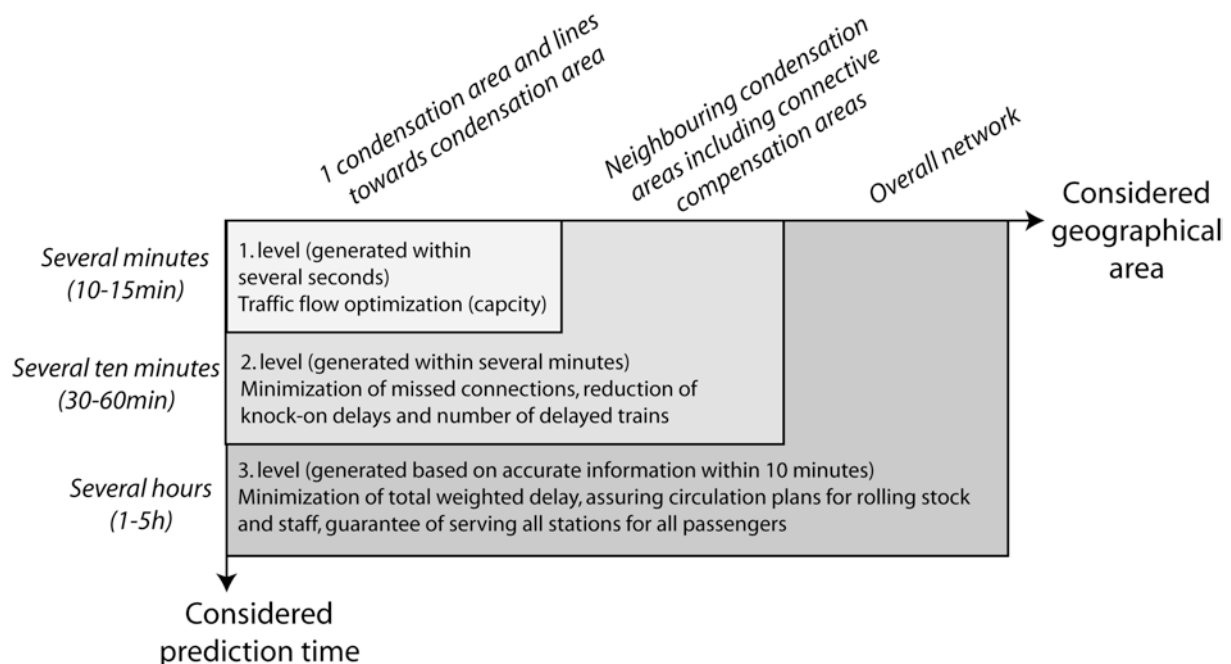 1 condensation area and lines
towards condensation area
Neighbouring condensation
areas including connective
compensation areas
Overall network
Considered
geographical
area
Several minutes
(10-15min)
1. level (generated within
several seconds)
Traffic flow optimization (capcity)
Several ten minutes
(30-60min)
2. level (generated within several minutes)
Minimization of missed connections, reduction of
knock-on delays and number of delayed trains
Several hours
(1-5h)
3. level (generated based on accurate information within 10 minutes)
Minimization of total weighted delay, assuring circulation plans for rolling stock
and staff, guarantee of serving all stations for all passengers
Considered
prediction time